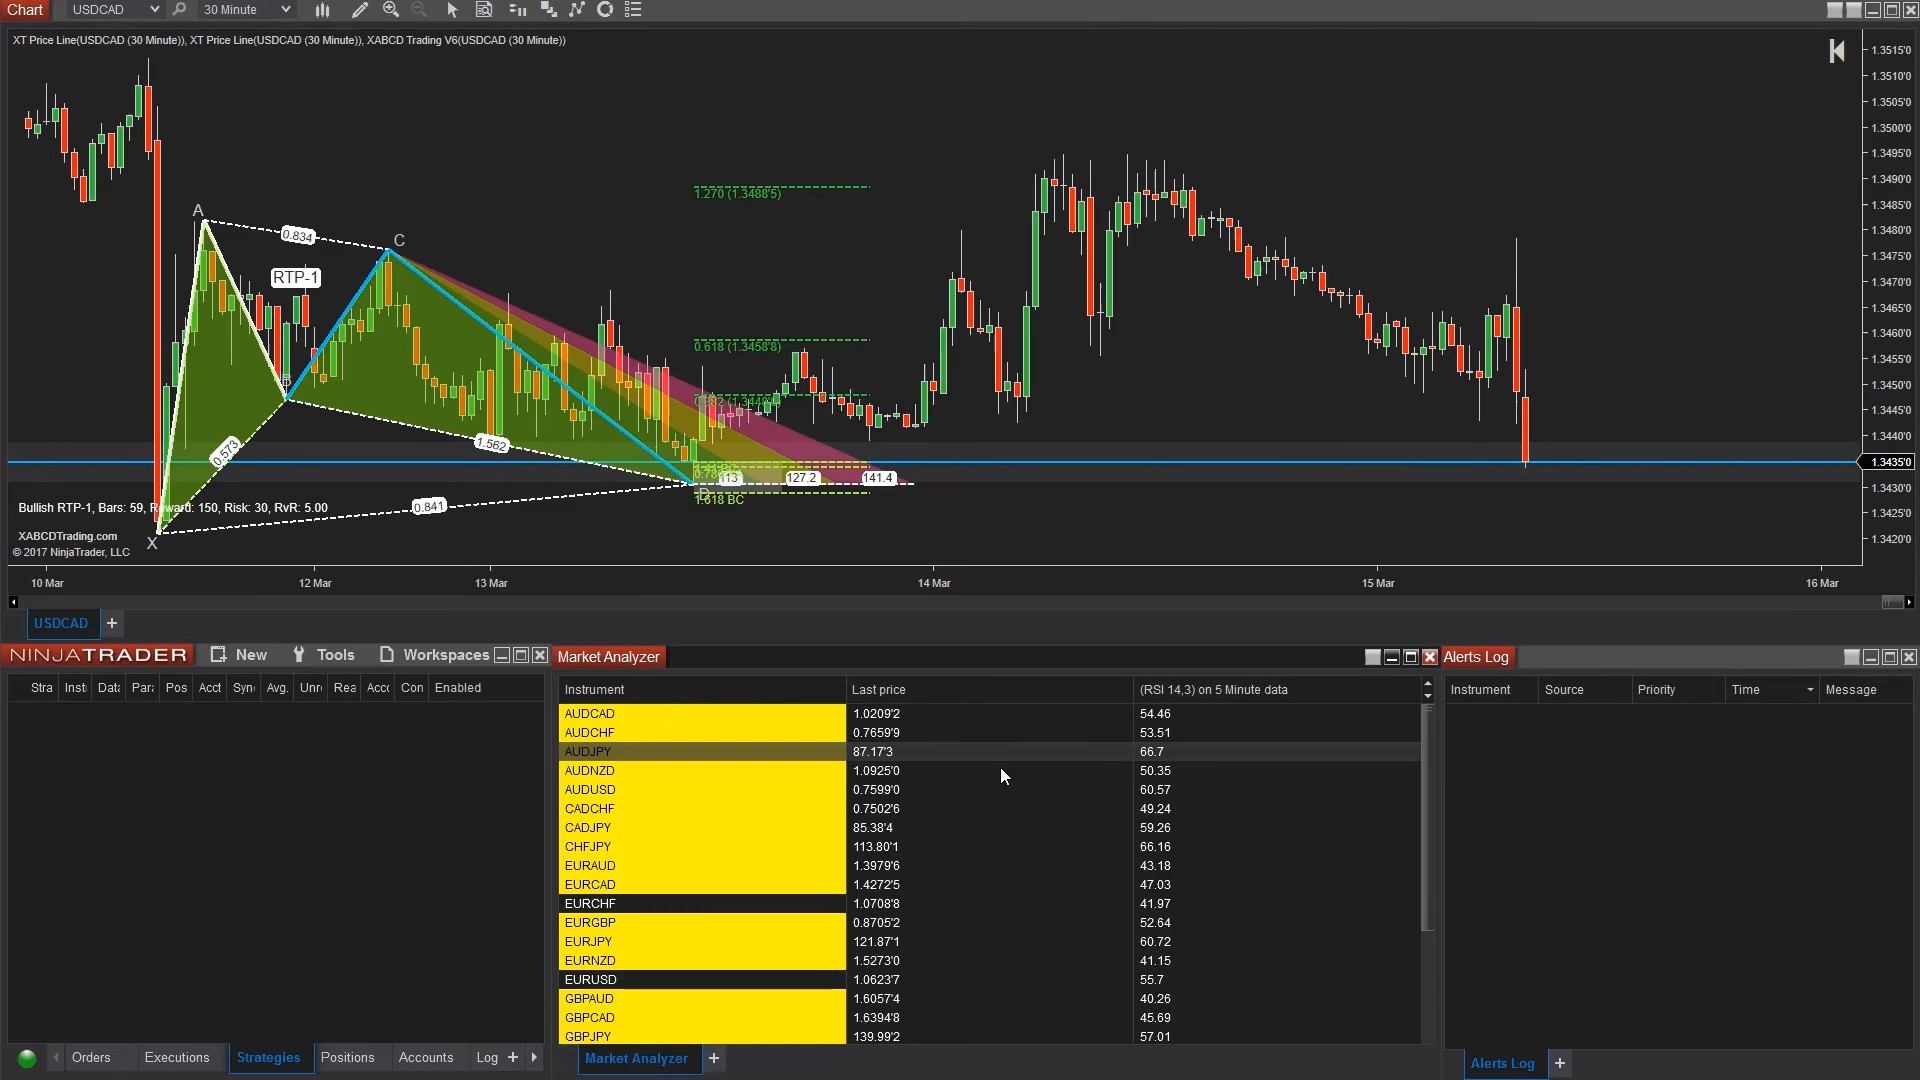 Chart USDCAD 30 Minute
XT Price Line(USDCAD (30 Minute)), XT Price Line(USDCAD (30 Minute)), XABCD Trading V6(USDCAD (30 Minute))
1.3515'0
1.3510'0
1.3505'0
1.3500'0
1.3495'0
1.3490'0
1.3485'0
1.3480'0
1.3475'0
1.3470'0
1.3465'0
1.3460'0
1.3455'0
1.3450'0
1.3445'0
1.3440'0
1.3435'0
1.3430'0
1.3425'0
1.3420'0
A
0.834
C
RTP-1
B
0.573
1.562
0.841
X
D
1.270 (1.3488'5)
0.618 (1.3458'8)
113
127.2
141.4
1.618 BC
Bullish RTP-1, Bars: 59, Reward: 150, Risk: 30, RvR: 5.00
XABCDTrading.com
© 2017 NinjaTrader, LLC
10 Mar 12 Mar 13 Mar 14 Mar 15 Mar 16 Mar
USDCAD +
NINJATRADER New Tools Workspaces
Stra Inst Data Para Pos Acct Syn Avg. Unre Rea Acco Con Enabled
Orders Executions Strategies Positions Accounts Log +
Market Analyzer
Instrument Last price (RSI 14,3) on 5 Minute data
AUDCAD 1.0209'2 54.46
AUDCHF 0.7659'9 53.51
AUDJPY 87.17'3 66.7
AUDNZD 1.0925'0 50.35
AUDUSD 0.7599'0 60.57
CADCHF 0.7502'6 49.24
CADJPY 85.38'4 59.26
CHFJPY 113.80'1 66.16
EURAUD 1.3979'6 43.18
EURCAD 1.4272'5 47.03
EURCHF 1.0708'8 41.97
EURGBP 0.8705'2 52.64
EURJPY 121.87'1 60.72
EURNZD 1.5273'0 41.15
EURUSD 1.0623'7 55.7
GBPAUD 1.6057'4 40.26
GBPCAD 1.6394'8 45.69
GBPJPY 139.99'2 57.01
Market Analyzer +
Alerts Log
Instrument Source Priority Time Message
Alerts Log +